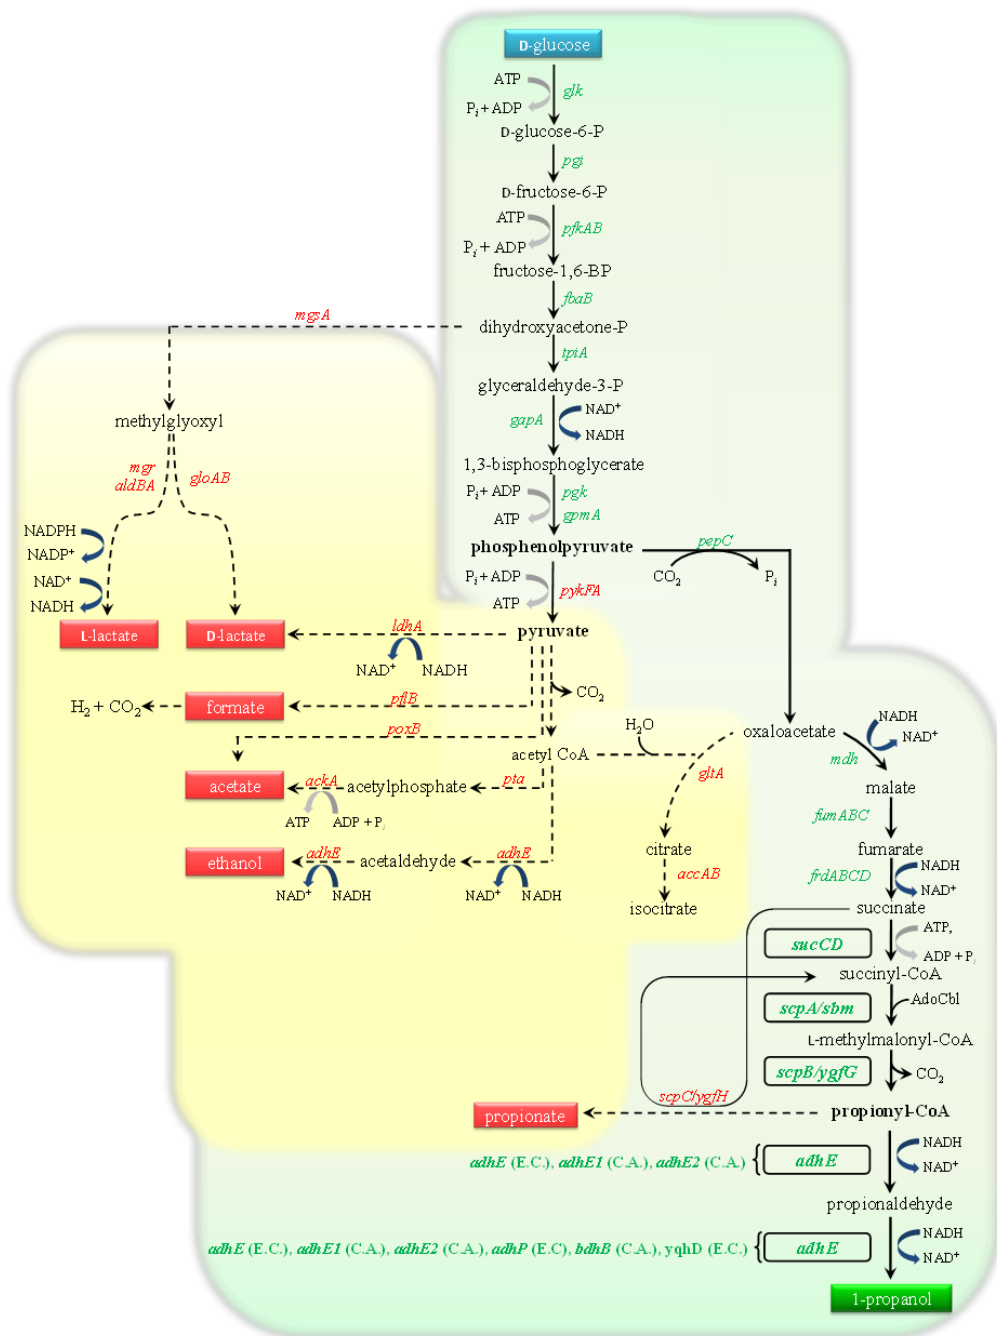 D-glucose
ATP
glk
Pi + ADP
D-glucose-6-P
pgi
D-fructose-6-P
ATP
pfkAB
Pi + ADP
fructose-1,6-BP
fbaB
mgsA
dihydroxyacetone-P
tpiA
glyceraldehyde-3-P
NAD+
gapA
NADH
methylglyoxyl
mgr
aldBA
gloAB
1,3-bisphosphoglycerate
Pi + ADP
pgk
ATP
gpmA
NADPH
NADP+
NAD+
NADH
phosphenolpyruvate
pepC
CO2
Pi
Pi + ADP
pykFA
ATP
L-lactate
D-lactate
ldhA
pyruvate
NAD+
NADH
CO2
H2 + CO2
formate
pflB
poxB
H2O
oxaloacetate
NADH
NAD+
mdh
acetyl CoA
gltA
acetate
ackA
acetylphosphate
pta
malate
ATP
ADP + Pi
fumABC
ethanol
adhE
acetaldehyde
adhE
citrate
fumarate
NAD+
NADH
NAD+
NADH
accAB
frdABCD
NADH
NAD+
isocitrate
succinate
sucCD
ATP,
ADP + Pi
succinyl-CoA
scpA/sbm
AdoCbl
L-methylmalonyl-CoA
scpB/ygfG
CO2
scpC/ygfH
propionate
propionyl-CoA
adhE (E.C.), adhE1 (C.A.), adhE2 (C.A.)
adhE
NADH
NAD+
propionaldehyde
adhE (E.C.), adhE1 (C.A.), adhE2 (C.A.), adhP (E.C), bdhB (C.A.), yqhD (E.C.)
adhE
NADH
NAD+
1-propanol